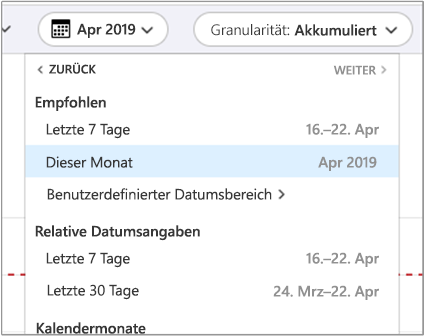 Apr 2019 Granularität: Akkumuliert
ZURÜCK WEITER
Empfohlen
Letzte 7 Tage 16.–22. Apr
Dieser Monat Apr 2019
Benutzerdefinierter Datumsbereich
Relative Datumsangaben
Letzte 7 Tage 16.–22. Apr
Letzte 30 Tage 24. Mrz–22. Apr
Kalendermonate